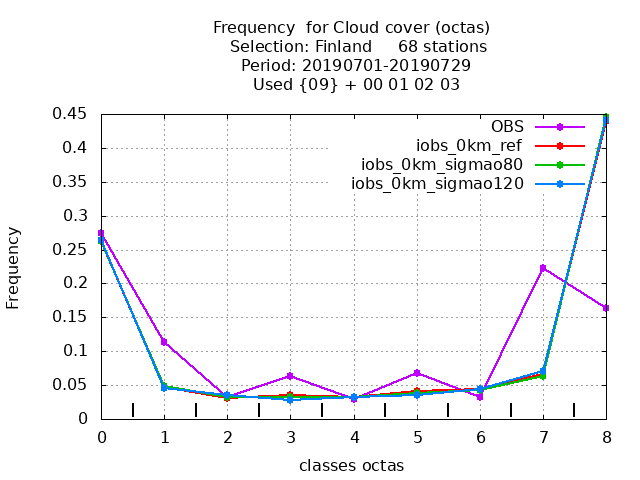 Frequency  for Cloud cover (octas)
Selection: Finland     68 stations
Period: 20190701-20190729
Used {09} + 00 01 02 03
OBS
iobs_0km_ref
iobs_0km_sigmao80
iobs_0km_sigmao120
Frequency
0.45
0.4
0.35
0.3
0.25
0.2
0.15
0.1
0.05
0
0 1 2 3 4 5 6 7 8
classes octas